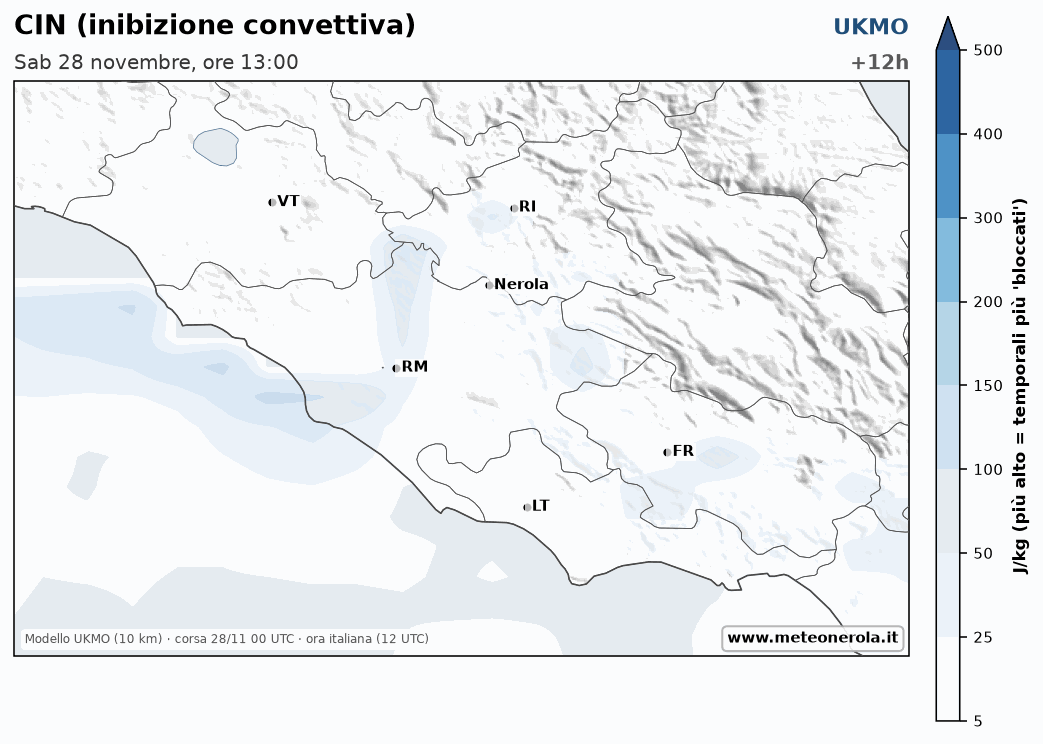 CIN (inibizione convettiva)
UKMO
Sab 28 novembre, ore 13:00
+12h
VT
RI
Nerola
RM
FR
LT
Modello UKMO (10 km) · corsa 28/11 00 UTC · ora italiana (12 UTC)
www.meteonerola.it
500
400
300
200
150
100
50
25
5
J/kg (più alto = temporali più 'bloccati')